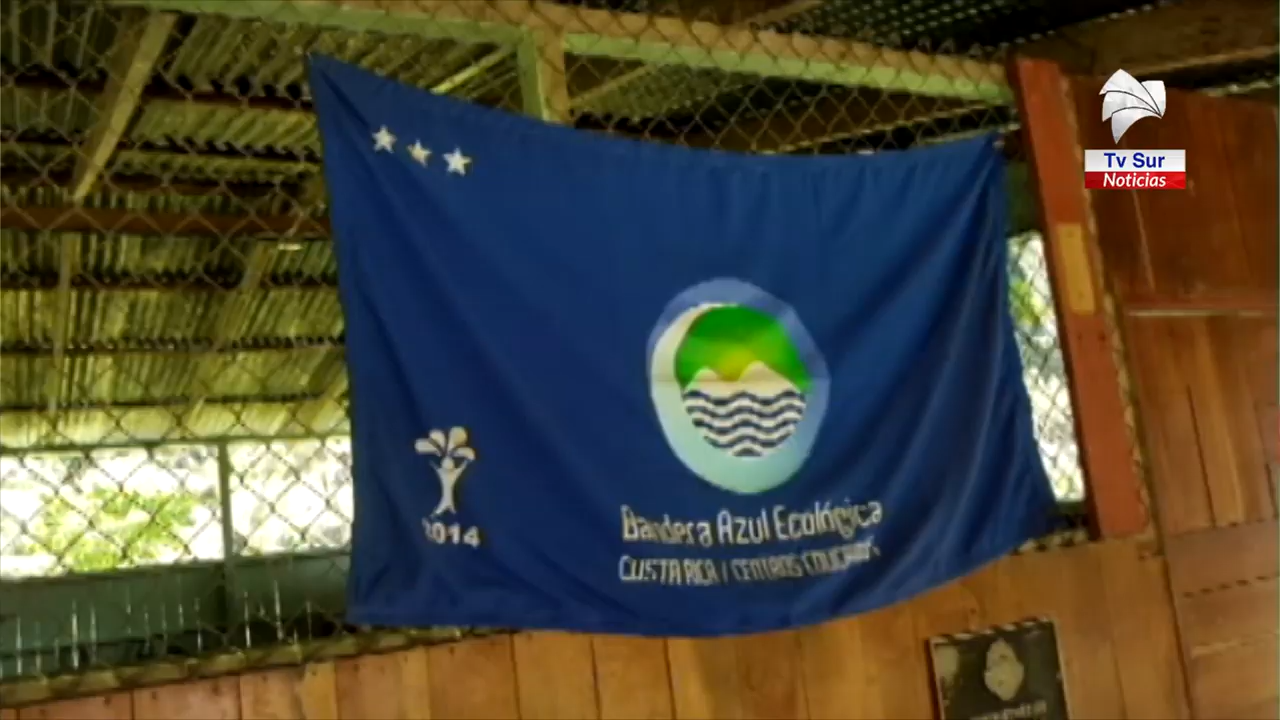 Tv Sur
Noticias
2014
Bandera Azul Ecológica
COSTA RICA / CENTROS EDUCATIVOS